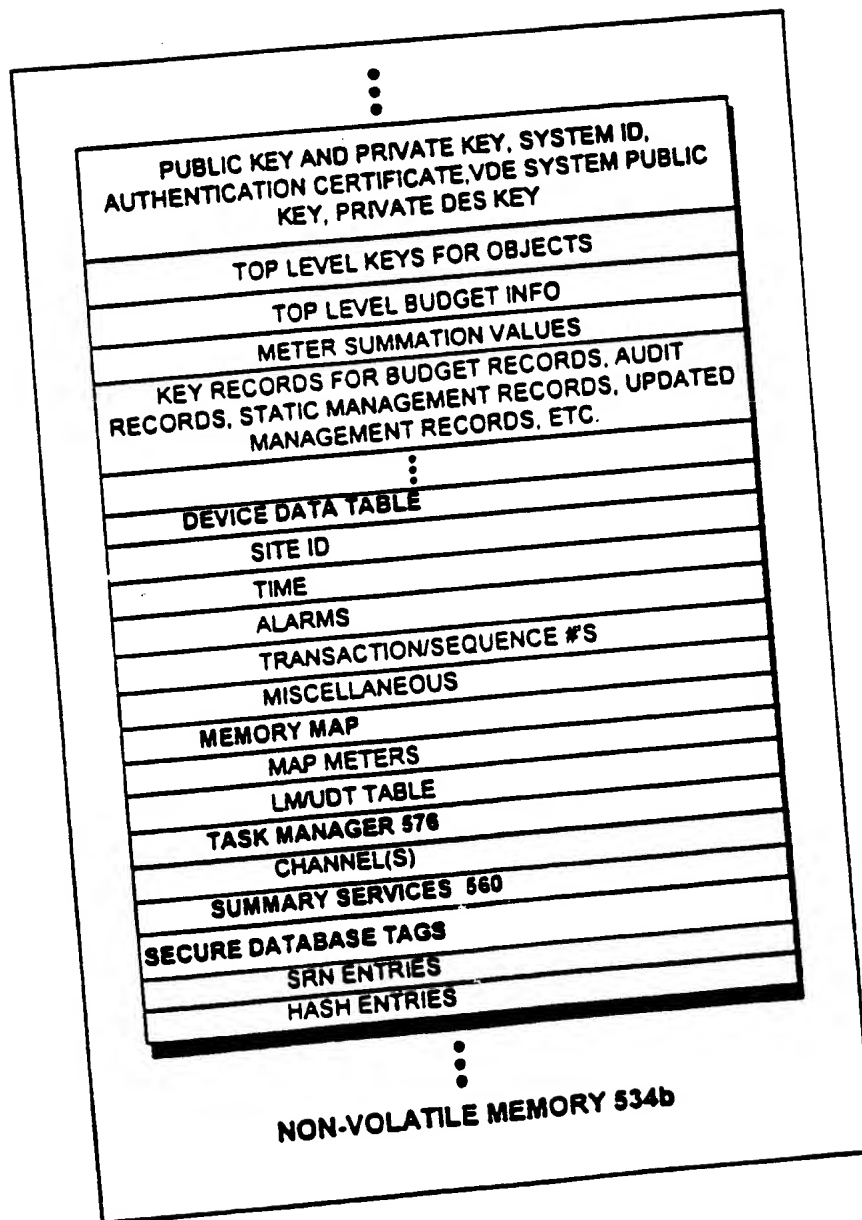 PUBLIC KEY AND PRIVATE KEY, SYSTEM ID,
AUTHENTICATION CERTIFICATE,VDE SYSTEM PUBLIC
KEY, PRIVATE DES KEY
TOP LEVEL KEYS FOR OBJECTS
TOP LEVEL BUDGET INFO
METER SUMMATION VALUES
KEY RECORDS FOR BUDGET RECORDS, AUDIT
RECORDS, STATIC MANAGEMENT RECORDS, UPDATED
MANAGEMENT RECORDS, ETC.
DEVICE DATA TABLE
SITE ID
TIME
ALARMS
TRANSACTION/SEQUENCE #'S
MISCELLANEOUS
MEMORY MAP
MAP METERS
LM/UDT TABLE
TASK MANAGER 576
CHANNEL(S)
SUMMARY SERVICES 560
SECURE DATABASE TAGS
SRN ENTRIES
HASH ENTRIES
NON-VOLATILE MEMORY 534b